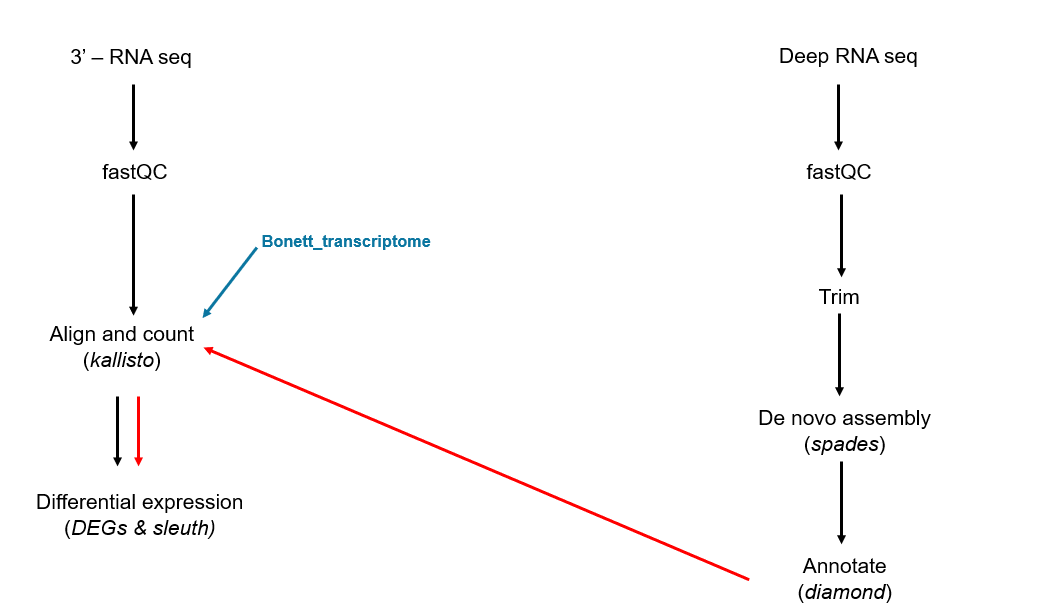 3’ – RNA seq
fastQC
Bonett_transcriptome
Align and count
(kallisto)
Differential expression
(DEGs & sleuth)
Deep RNA seq
fastQC
Trim
De novo assembly
(spades)
Annotate
(diamond)